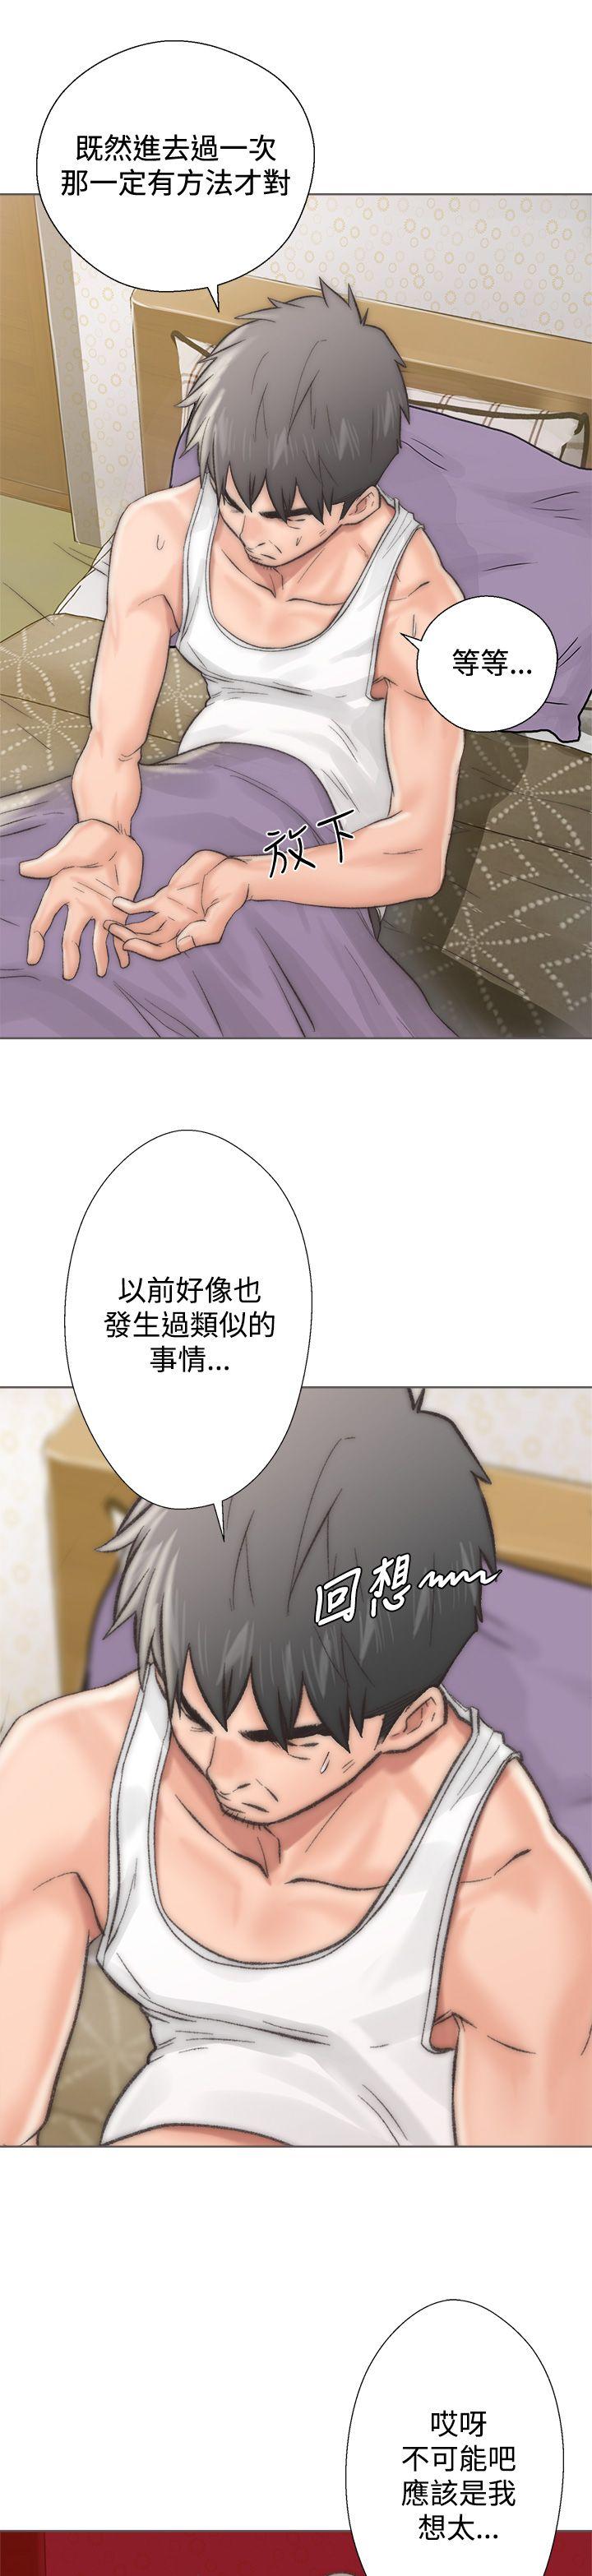 既然進去過一次
那一定有方法才對
等等...
放下
以前好像也
發生過類似的
事情...
回想
哎呀
不可能吧
應該是我
想太...